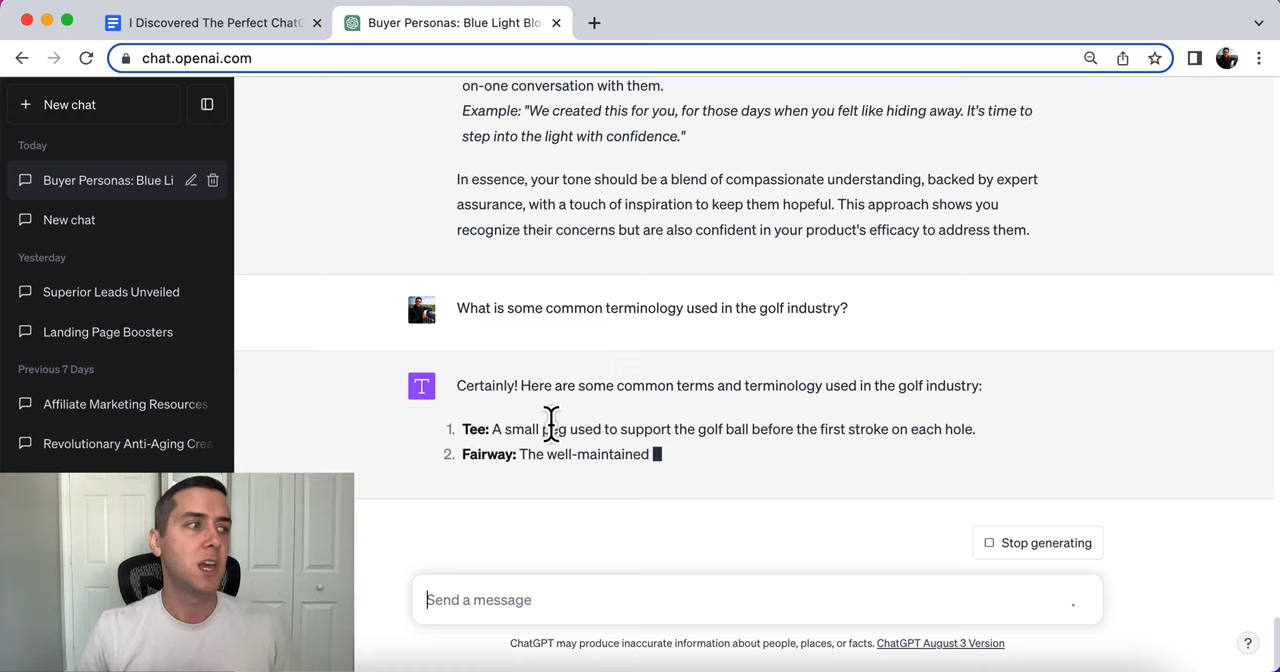 I Discovered The Perfect ChatG
Buyer Personas: Blue Light Blo
chat.openai.com
New chat
Today
Buyer Personas: Blue Li
New chat
Yesterday
Superior Leads Unveiled
Landing Page Boosters
Previous 7 Days
Affiliate Marketing Resources
Revolutionary Anti-Aging Crea
on-one conversation with them.
Example: "We created this for you, for those days when you felt like hiding away. It's time to
step into the light with confidence."
In essence, your tone should be a blend of compassionate understanding, backed by expert
assurance, with a touch of inspiration to keep them hopeful. This approach shows you
recognize their concerns but are also confident in your product's efficacy to address them.
What is some common terminology used in the golf industry?
T
Certainly! Here are some common terms and terminology used in the golf industry:
1. Tee: A small peg used to support the golf ball before the first stroke on each hole.
2. Fairway: The well-maintained
Stop generating
Send a message
ChatGPT may produce inaccurate information about people, places, or facts. ChatGPT August 3 Version
?